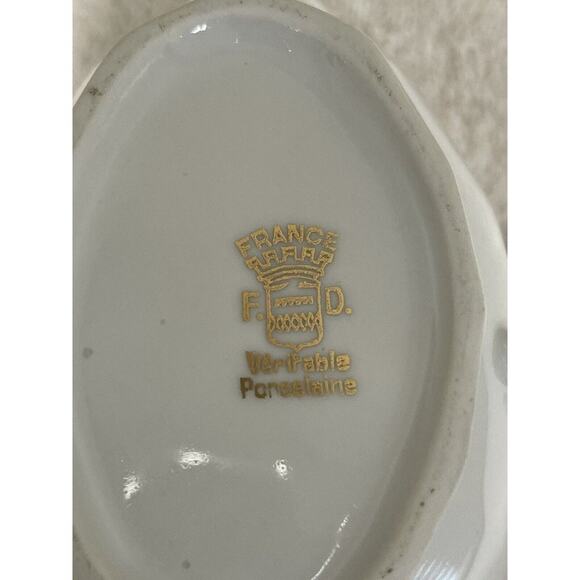 FRANCE
F. D.
Véritable
Porcelaine